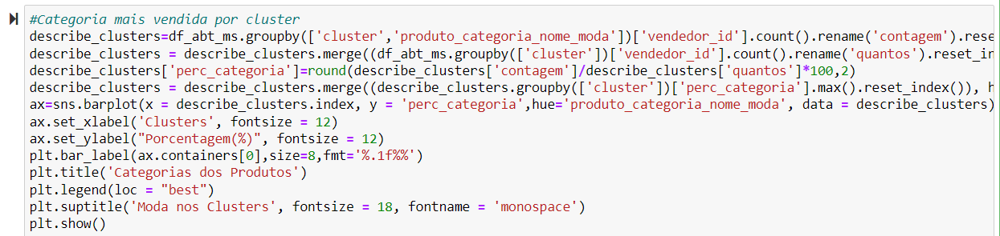 #Categoria mais vendida por cluster
describe_clusters=df_abt_ms.groupby(['cluster','produto_categoria_nome_moda'])['vendedor_id'].count().rename('contagem').rese
describe_clusters = describe_clusters.merge((df_abt_ms.groupby(['cluster'])['vendedor_id'].count().rename('quantos').reset_in
describe_clusters['perc_categoria']=round(describe_clusters['contagem']/describe_clusters['quantos']*100,2)
describe_clusters = describe_clusters.merge((describe_clusters.groupby(['cluster'])['perc_categoria'].max().reset_index()), h
ax=sns.barplot(x = describe_clusters.index, y = 'perc_categoria',hue='produto_categoria_nome_moda', data = describe_clusters)
ax.set_xlabel('Clusters', fontsize = 12)
ax.set_ylabel("Porcentagem(%)", fontsize = 12)
plt.bar_label(ax.containers[0],size=8,fmt='%.1f%%')
plt.title('Categorias dos Produtos')
plt.legend(loc = "best")
plt.suptitle('Moda nos Clusters', fontsize = 18, fontname = 'monospace')
plt.show()